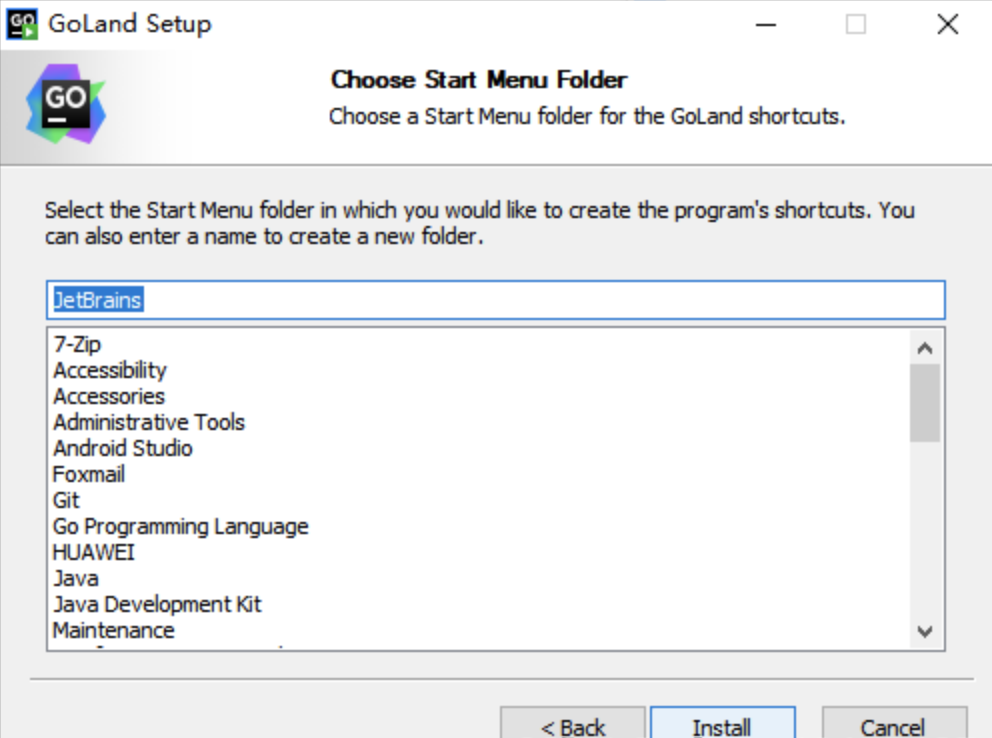 GoLand Setup
GO
Choose Start Menu Folder
Choose a Start Menu folder for the GoLand shortcuts.
Select the Start Menu folder in which you would like to create the program's shortcuts. You
can also enter a name to create a new folder.
JetBrains
7-Zip
Accessibility
Accessories
Administrative Tools
Android Studio
Foxmail
Git
Go Programming Language
HUAWEI
Java
Java Development Kit
Maintenance
< Back
Install
Cancel